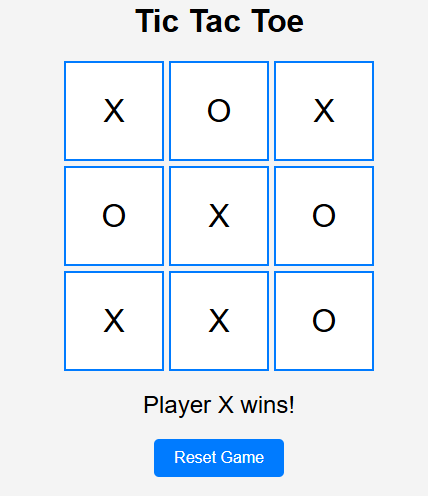 Tic Tac Toe
X O X
O X O
X X O
Player X wins!
Reset Game